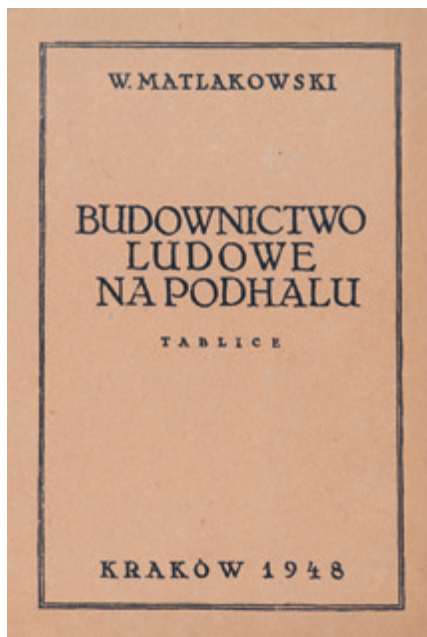 W. MATLAKOWSKI
BUDOWNICTWO
LUDOWE
NA PODHALU
TABLICE
KRAKÓW 1948